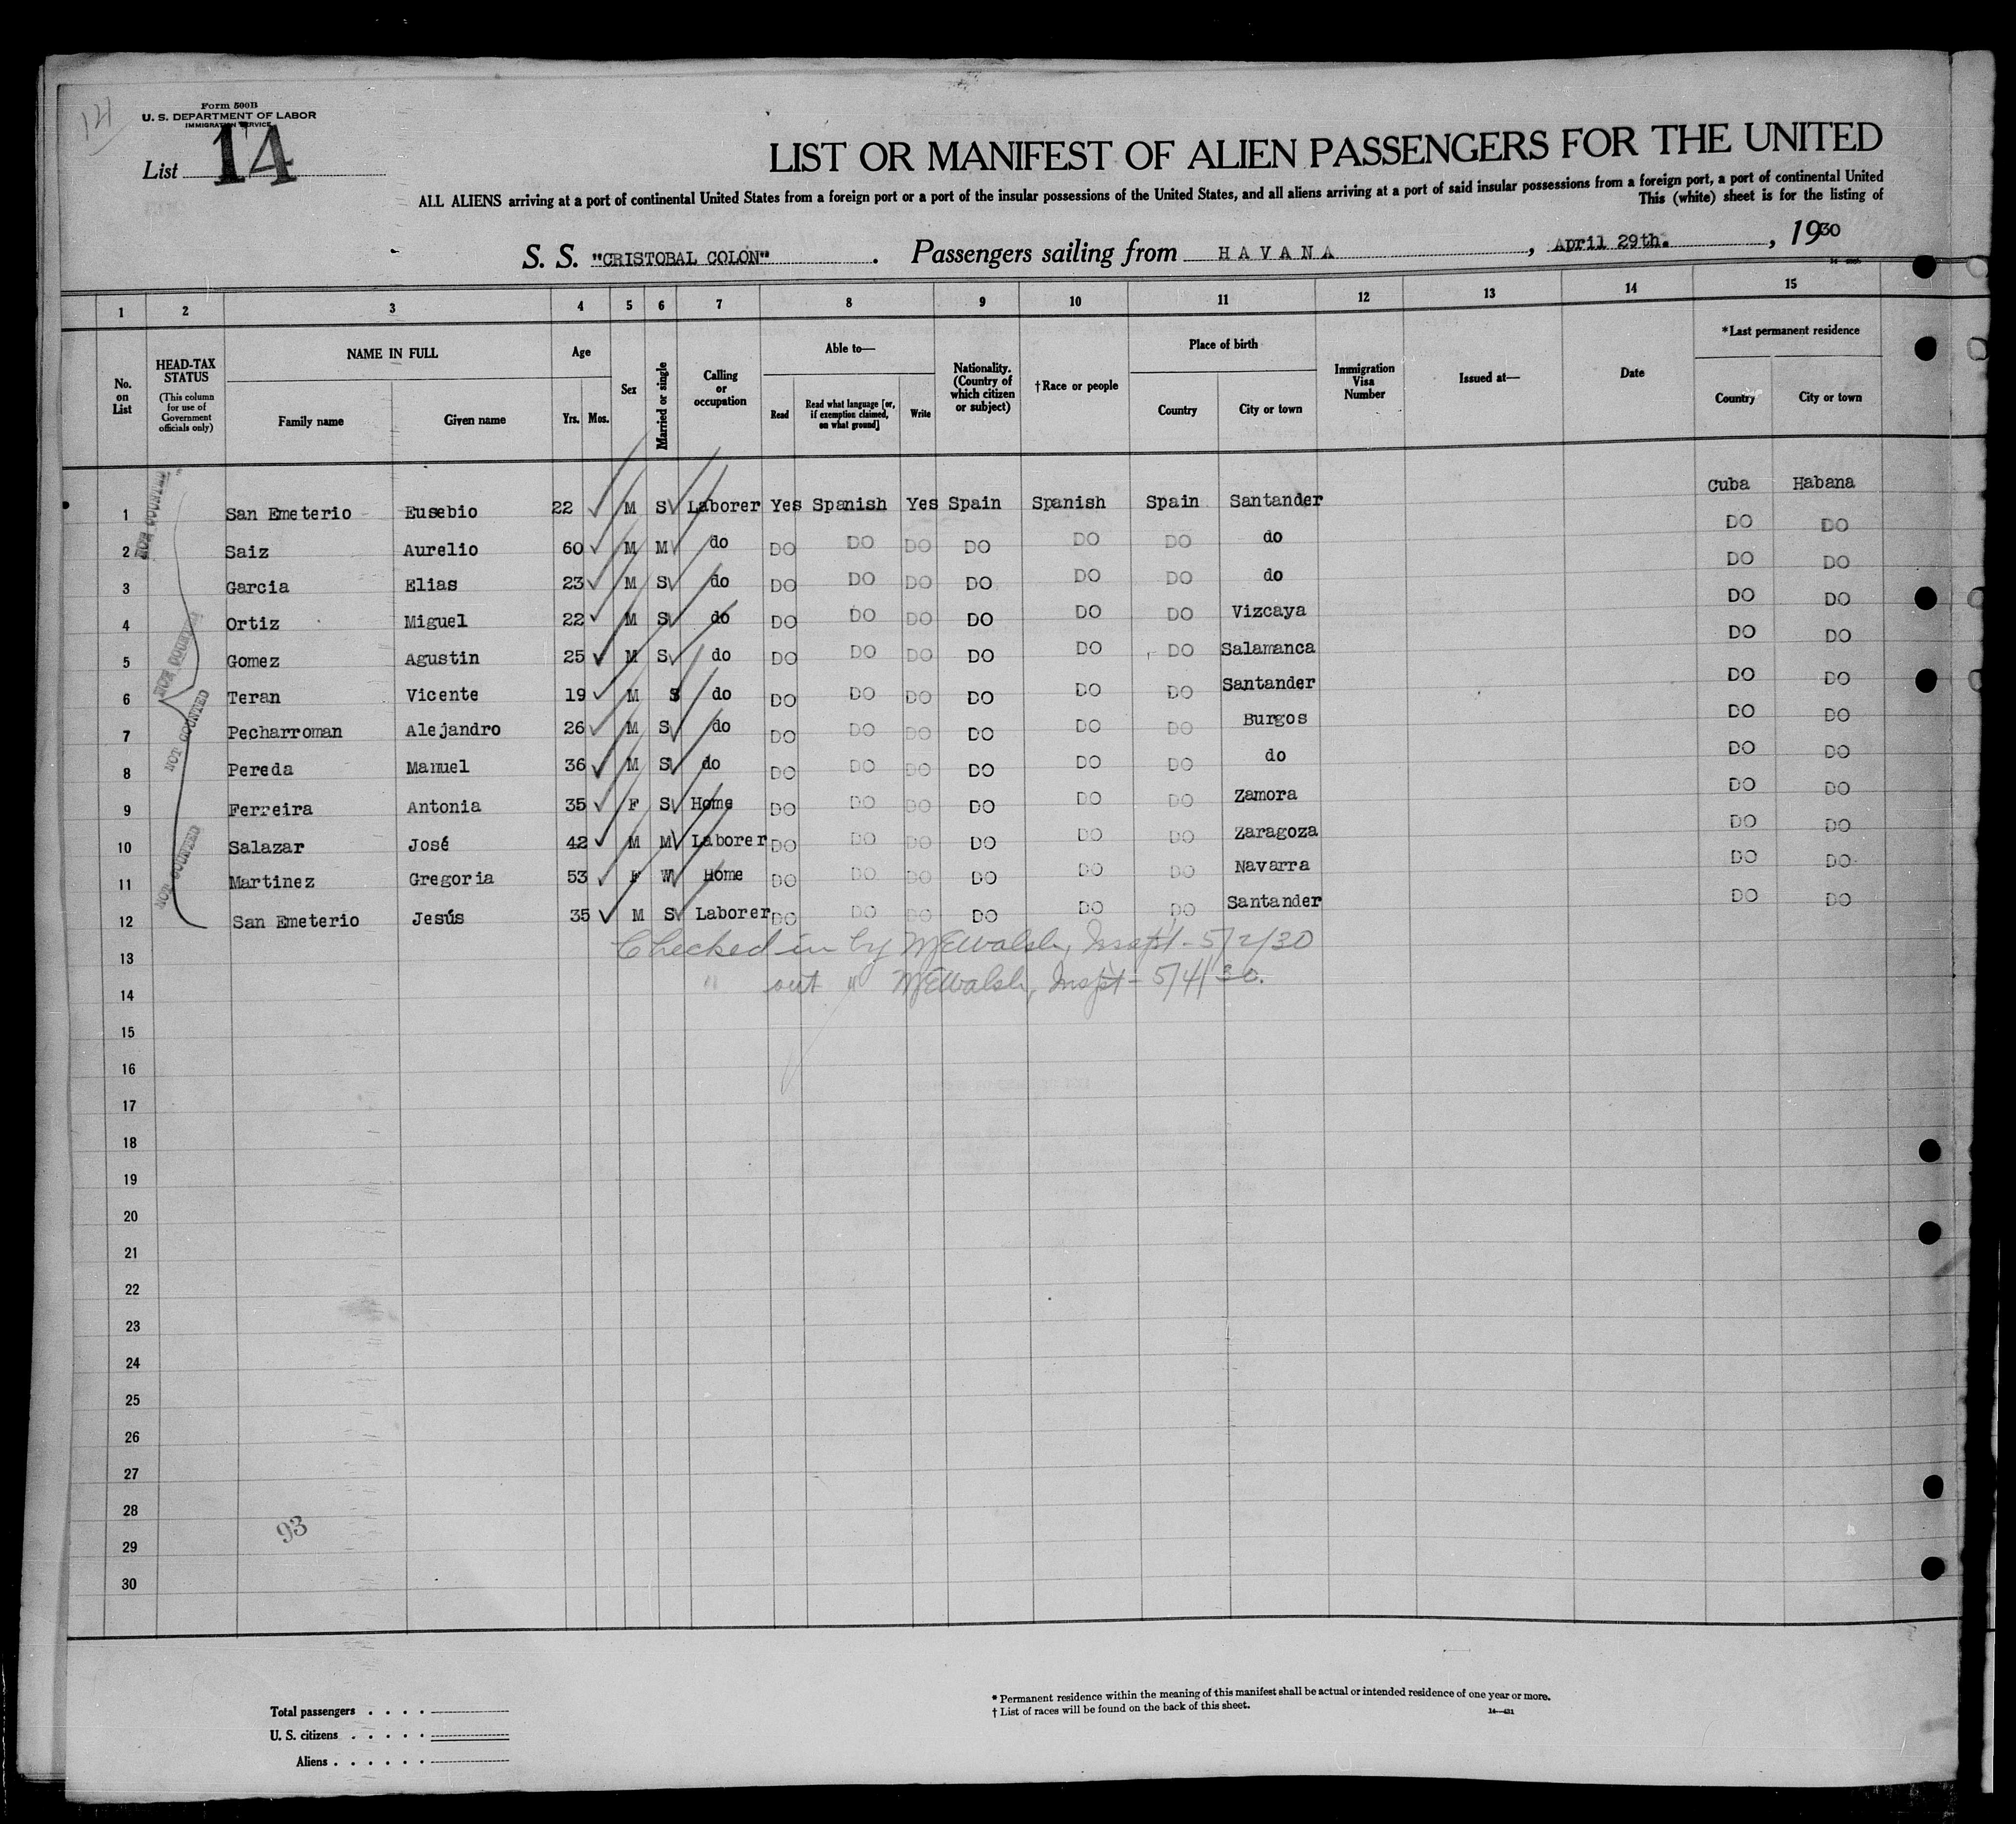 121
Form 500B
U. S. DEPARTMENT OF LABOR
IMMIGRATION SERVICE
List 14
LIST OR MANIFEST OF ALIEN PASSENGERS FOR THE UNITED
ALL ALIENS arriving at a port of continental United States from a foreign port or a port of the insular possessions of the United States, and all aliens arriving at a port of said insular possessions from a foreign port, a port of continental United
This (white) sheet is for the listing of
S. S. "CRISTOBAL COLON" . Passengers sailing from HAVANA , April 29th. , 1930
1 2 3 4 5 6 7 8 9 10 11 12 13 14 15
No. on List
HEAD-TAX STATUS
(This column for use of Government officials only)
NAME IN FULL
Family name Given name
Age
Yrs. Mos.
Sex
Married or single
Calling or occupation
Able to—
Read
Read what language [or, if exemption claimed, on what ground]
Write
Nationality. (Country of which citizen or subject)
†Race or people
Place of birth
Country City or town
Immigration Visa Number
Issued at—
Date
*Last permanent residence
Country City or town
1 San Emeterio Eusebio 22 M S Laborer Yes Spanish Yes Spain Spanish Spain Santander Cuba Habana
2 Saiz Aurelio 60 M M do DO DO DO DO DO DO do DO DO
3 Garcia Elias 23 M S do DO DO DO DO DO DO do DO DO
4 Ortiz Miguel 22 M S do DO DO DO DO DO DO Vizcaya DO DO
5 Gomez Agustin 25 M S do DO DO DO DO DO DO Salamanca DO DO
6 Teran Vicente 19 M S do DO DO DO DO DO DO Santander DO DO
7 Pecharroman Alejandro 26 M S do DO DO DO DO DO DO Burgos DO DO
8 Pereda Manuel 36 M S do DO DO DO DO DO DO do DO DO
9 Ferreira Antonia 35 F S Home DO DO DO DO DO DO Zamora DO DO
10 Salazar José 42 M M Laborer DO DO DO DO DO DO Zaragoza DO DO
11 Martinez Gregoria 53 F W Home DO DO DO DO DO DO Navarra DO DO
12 San Emeterio Jesús 35 M S Laborer DO DO DO DO DO DO Santander DO DO
NOT COUNTED
NOT COUNTED
NOT COUNTED
NOT COUNTED
13 Checked in by WEWalsh, Inspt - 5/2/30
14 " out " WEWalsh, Inspt - 5/4/30.
15
16
17
18
19
20
21
22
23
24
25
26
27
28
29
30
93
Total passengers
U. S. citizens
Aliens
* Permanent residence within the meaning of this manifest shall be actual or intended residence of one year or more.
† List of races will be found on the back of this sheet.
14—431